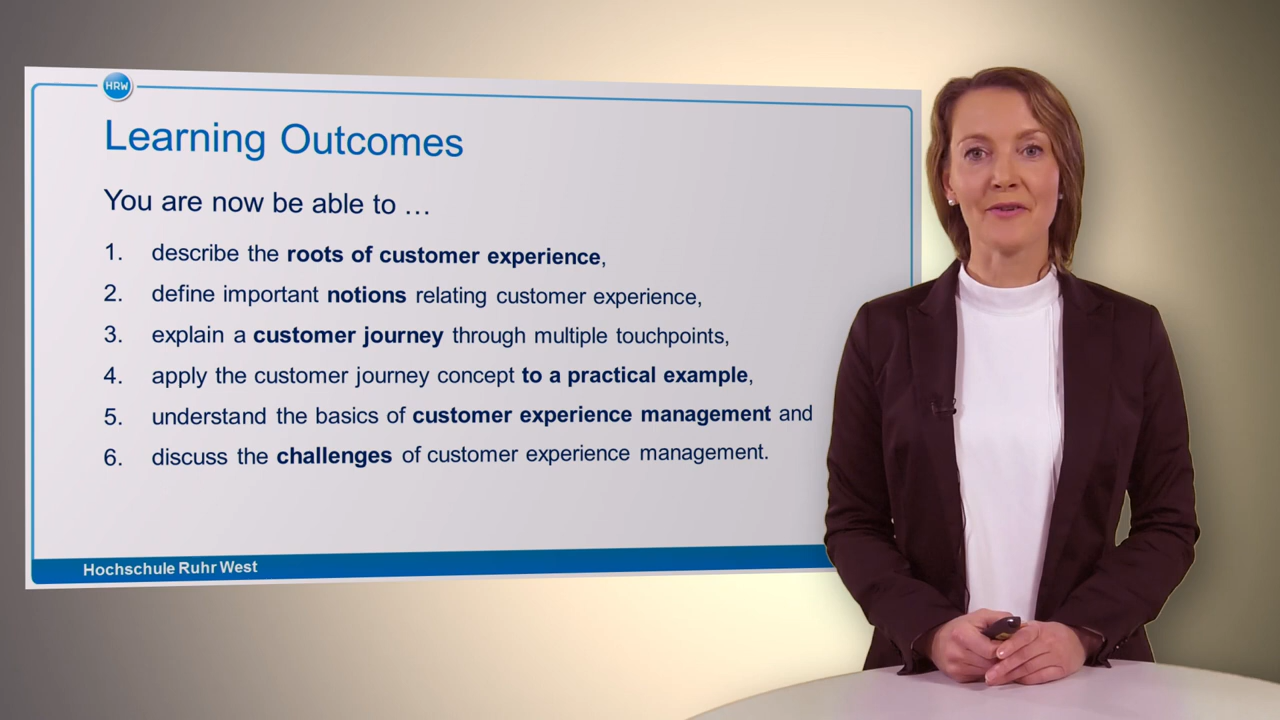 HRW
Learning Outcomes
You are now be able to …
1. describe the roots of customer experience,
2. define important notions relating customer experience,
3. explain a customer journey through multiple touchpoints,
4. apply the customer journey concept to a practical example,
5. understand the basics of customer experience management and
6. discuss the challenges of customer experience management.
Hochschule Ruhr West